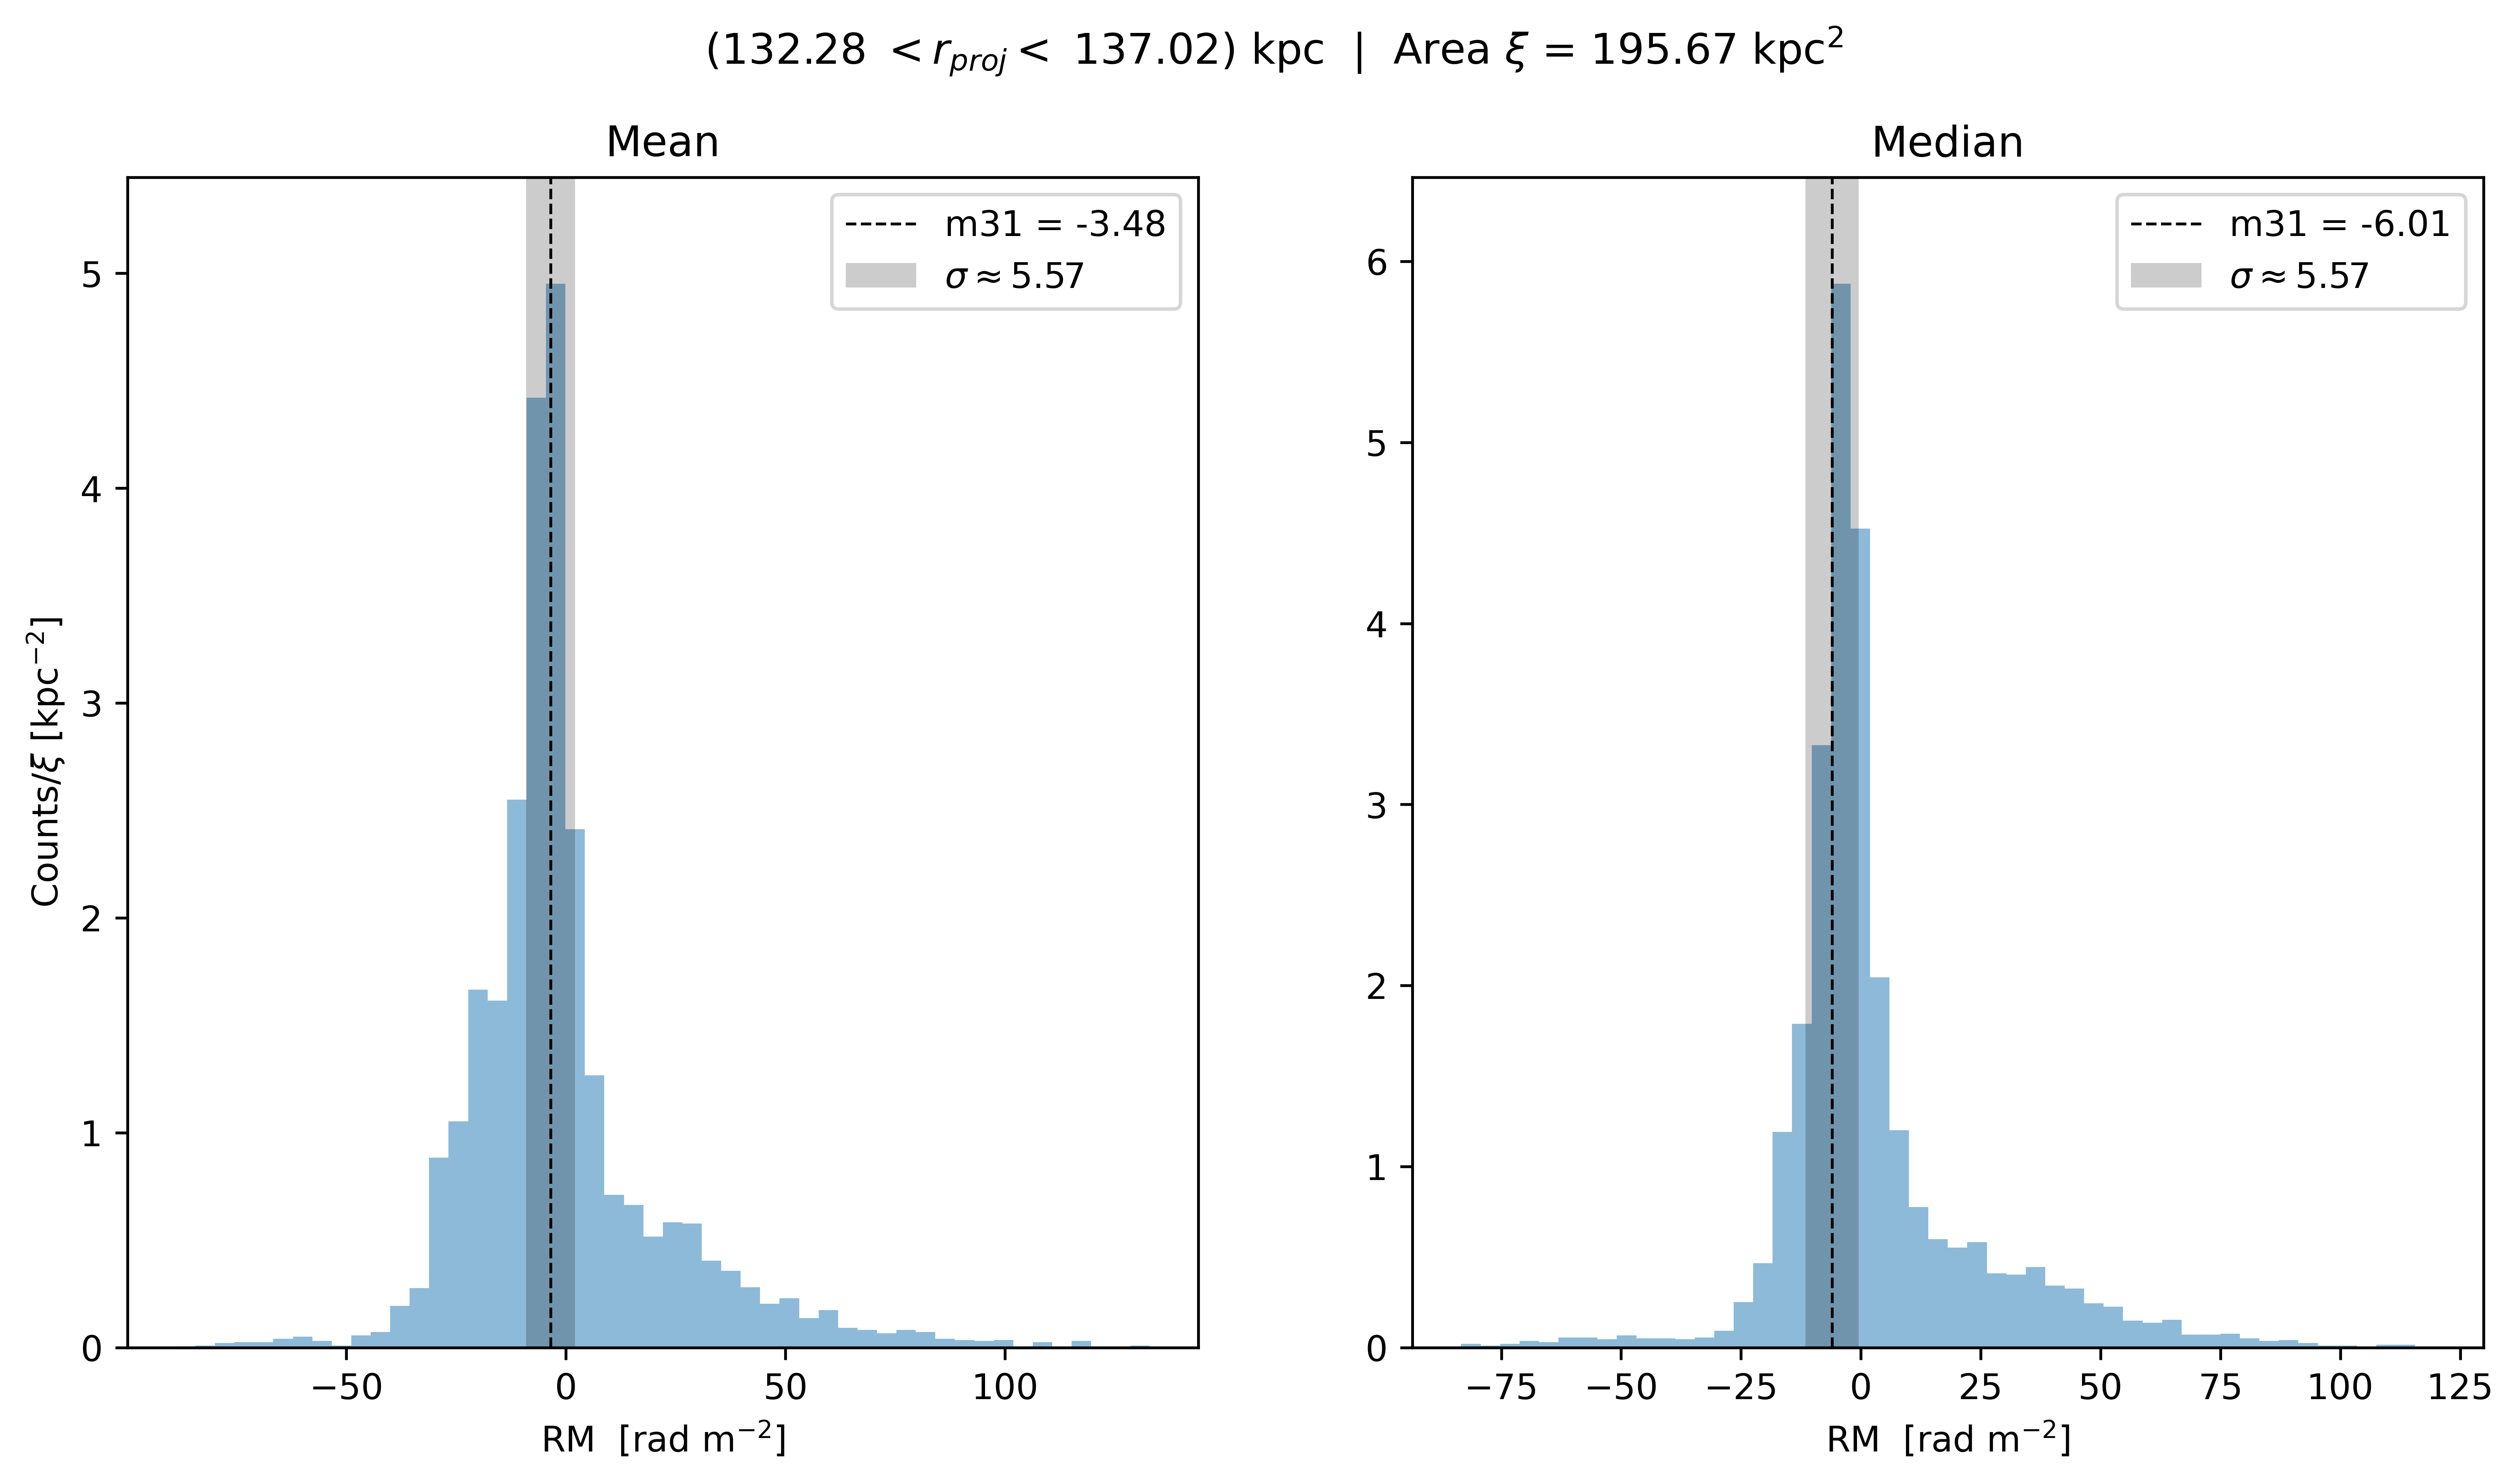 (132.28 < r_proj < 137.02) kpc | Area ξ = 195.67 kpc²
Mean
m31 = -3.48
σ ≈ 5.57
5
4
3
2
1
0
Counts/ξ [kpc⁻²]
−50 0 50 100
RM [rad m⁻²]
Median
m31 = -6.01
σ ≈ 5.57
6
5
4
3
2
1
0
−75 −50 −25 0 25 50 75 100 125
RM [rad m⁻²]